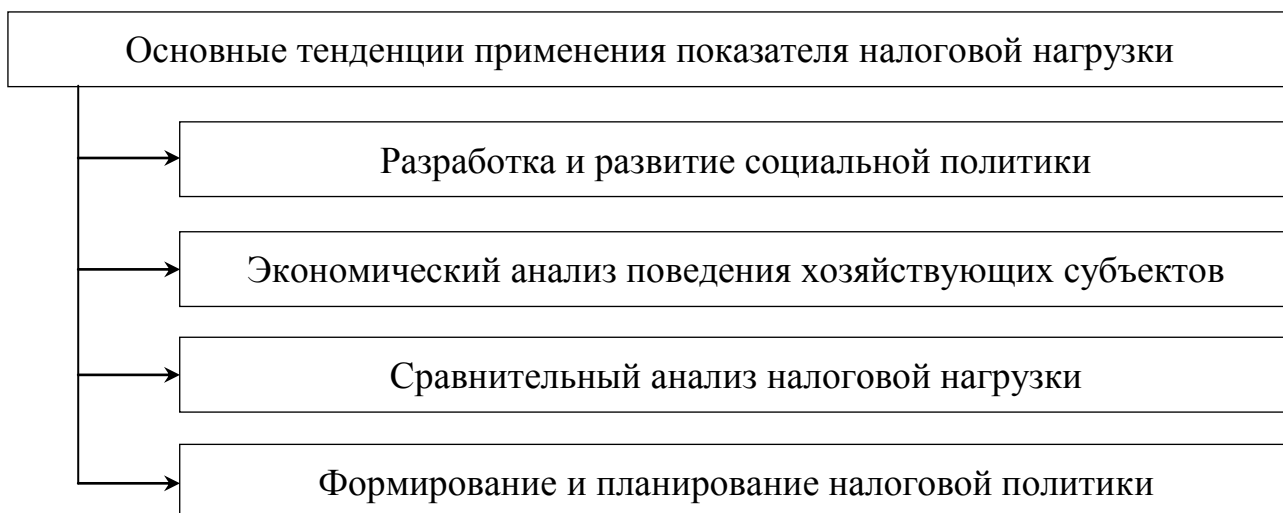 Основные тенденции применения показателя налоговой нагрузки
Разработка и развитие социальной политики
Экономический анализ поведения хозяйствующих субъектов
Сравнительный анализ налоговой нагрузки
Формирование и планирование налоговой политики